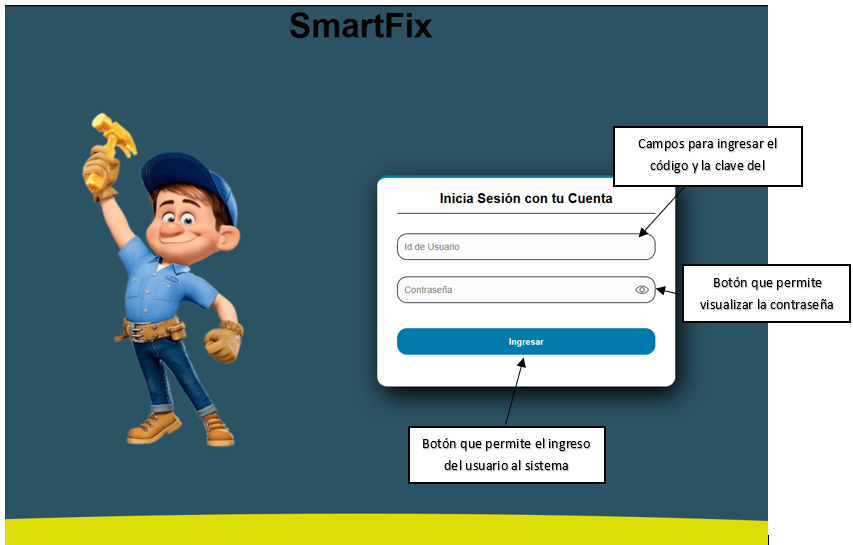 SmartFix
Campos para ingresar el
código y la clave del
Inicia Sesión con tu Cuenta
Id de Usuario
Contraseña
Botón que permite
visualizar la contraseña
Ingresar
Botón que permite el ingreso
del usuario al sistema